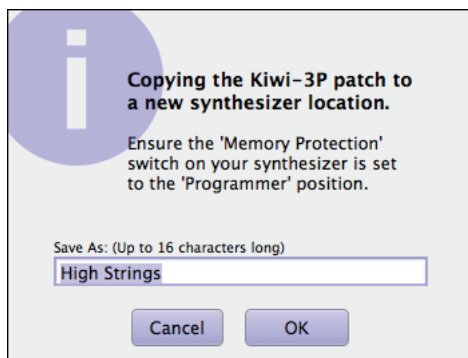 i
Copying the Kiwi-3P patch to
a new synthesizer location.
Ensure the 'Memory Protection'
switch on your synthesizer is set
to the 'Programmer' position.
Save As: (Up to 16 characters long)
High Strings
Cancel OK